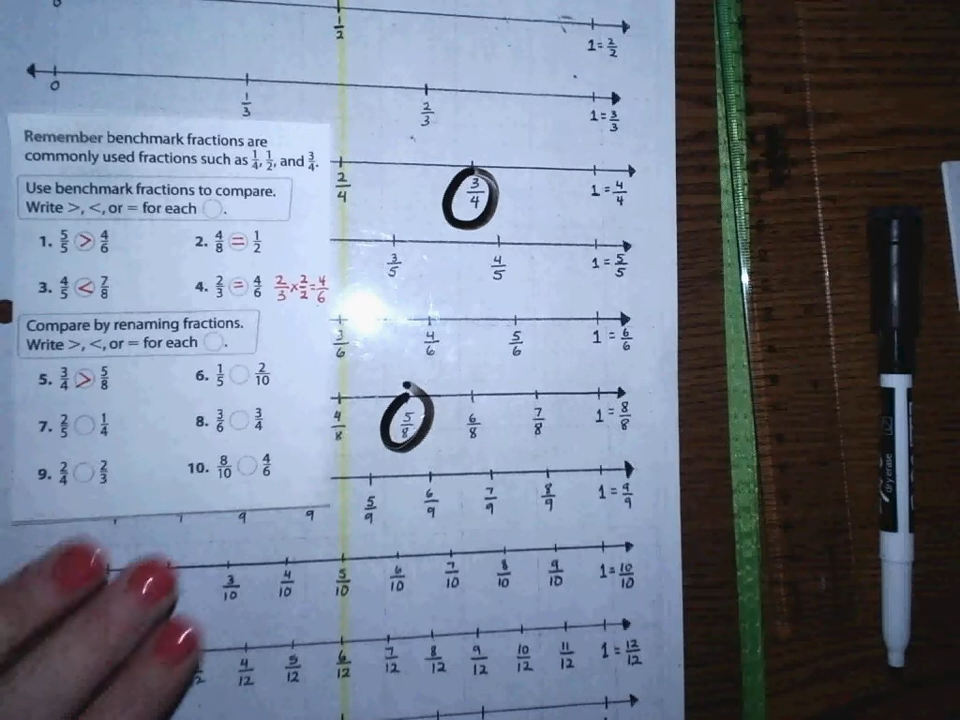 0 1/2 1 = 2/2
0 1/3 2/3 1 = 3/3
Remember benchmark fractions are
commonly used fractions such as 1/4, 1/2, and 3/4.
Use benchmark fractions to compare.
Write >, <, or = for each ◯.
1. 5/5 > 4/6 2. 4/8 = 1/2
3. 4/5 < 7/8 4. 2/3 = 4/6 2/3 x 2/2 = 4/6
Compare by renaming fractions.
Write >, <, or = for each ◯.
5. 3/4 > 5/8 6. 1/5 ◯ 2/10
7. 2/5 ◯ 1/4 8. 3/6 ◯ 3/4
9. 2/4 ◯ 2/3 10. 8/10 ◯ 4/6
2/4 3/4 1 = 4/4
3/5 4/5 1 = 5/5
3/6 4/6 5/6 1 = 6/6
4/8 5/8 6/8 7/8 1 = 8/8
9 9 5/9 6/9 7/9 8/9 1 = 9/9
3/10 4/10 5/10 6/10 7/10 8/10 9/10 1 = 10/10
4/12 5/12 6/12 7/12 8/12 9/12 10/12 11/12 1 = 12/12
dry erase